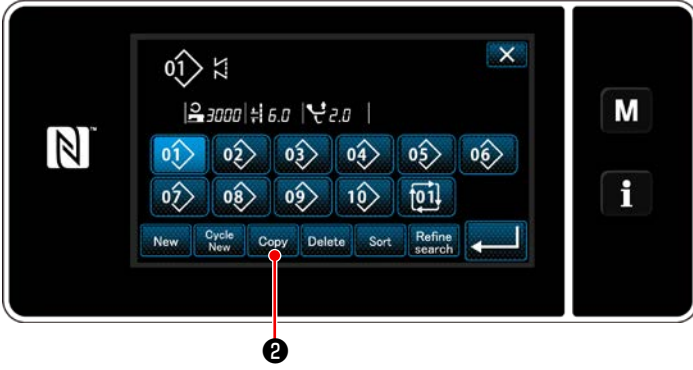 01
3000 6.0 2.0
01 02 03 04 05 06
07 08 09 10 01
New Cycle New Copy Delete Sort Refine search
N
M
i
2